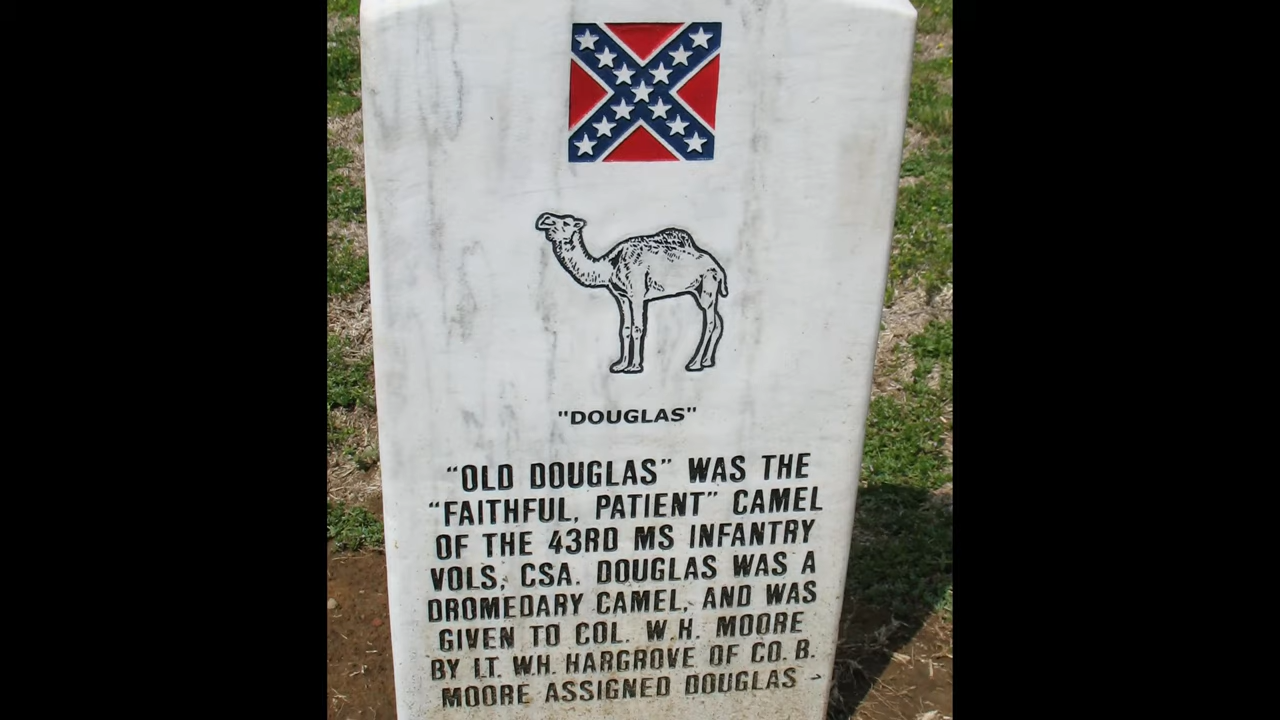 "DOUGLAS"
"OLD DOUGLAS" WAS THE
"FAITHFUL, PATIENT" CAMEL
OF THE 43RD MS INFANTRY
VOLS, CSA. DOUGLAS WAS A
DROMEDARY CAMEL, AND WAS
GIVEN TO COL. W.H. MOORE
BY LT. W.H. HARGROVE OF CO. B.
MOORE ASSIGNED DOUGLAS